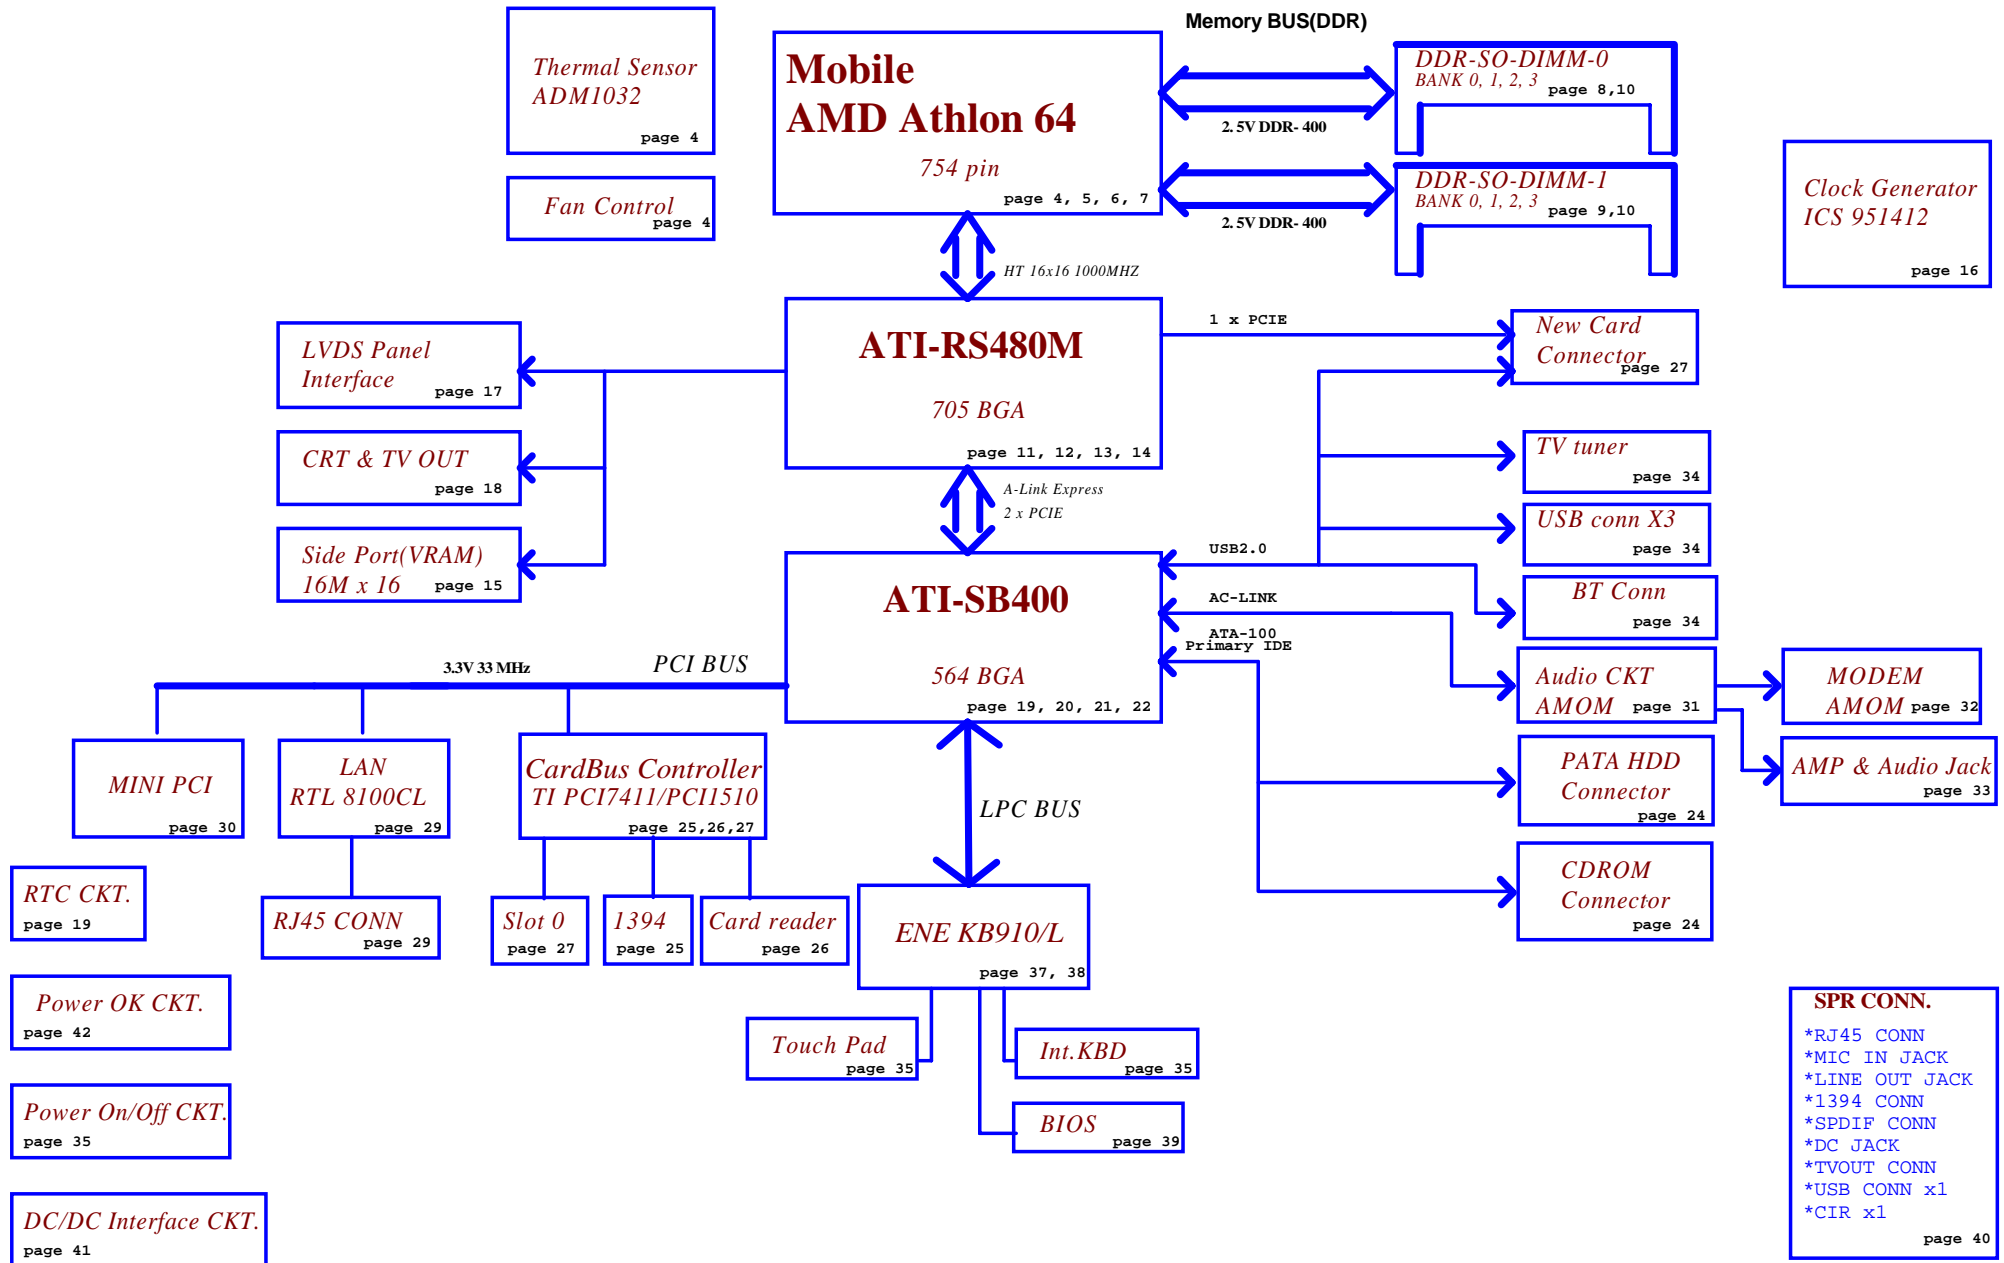 Memory BUS(DDR)
Thermal Sensor
ADM1032
page 4
Fan Control
page 4
Mobile
AMD Athlon 64
754 pin
page 4, 5, 6, 7
2. 5V DDR- 400
2. 5V DDR- 400
DDR-SO-DIMM-0
BANK 0, 1, 2, 3
page 8,10
DDR-SO-DIMM-1
BANK 0, 1, 2, 3
page 9,10
Clock Generator
ICS 951412
page 16
HT 16x16 1000MHZ
LVDS Panel
Interface
page 17
CRT & TV OUT
page 18
Side Port(VRAM)
16M x 16
page 15
ATI-RS480M
705 BGA
page 11, 12, 13, 14
1 x PCIE
New Card
Connector
page 27
TV tuner
page 34
USB conn X3
page 34
BT Conn
page 34
A-Link Express
2 x PCIE
ATI-SB400
564 BGA
page 19, 20, 21, 22
USB2.0
AC-LINK
ATA-100
Primary IDE
Audio CKT
AMOM
page 31
MODEM
AMOM
page 32
AMP & Audio Jack
page 33
PATA HDD
Connector
page 24
CDROM
Connector
page 24
3.3V 33 MHz
PCI BUS
MINI PCI
page 30
LAN
RTL 8100CL
page 29
CardBus Controller
TI PCI7411/PCI1510
page 25,26,27
LPC BUS
RJ45 CONN
page 29
Slot 0
page 27
1394
page 25
Card reader
page 26
ENE KB910/L
page 37, 38
Touch Pad
page 35
Int.KBD
page 35
BIOS
page 39
RTC CKT.
page 19
Power OK CKT.
page 42
Power On/Off CKT.
page 35
DC/DC Interface CKT.
page 41
SPR CONN.
*RJ45 CONN
*MIC IN JACK
*LINE OUT JACK
*1394 CONN
*SPDIF CONN
*DC JACK
*TVOUT CONN
*USB CONN x1
*CIR x1
page 40